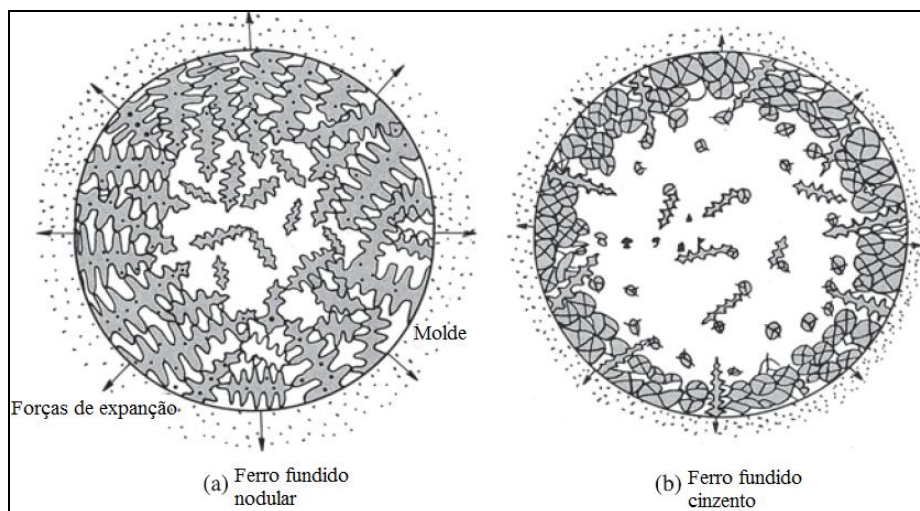 Molde
Forças de expanção
(a) Ferro fundido
nodular
(b) Ferro fundido
cinzento